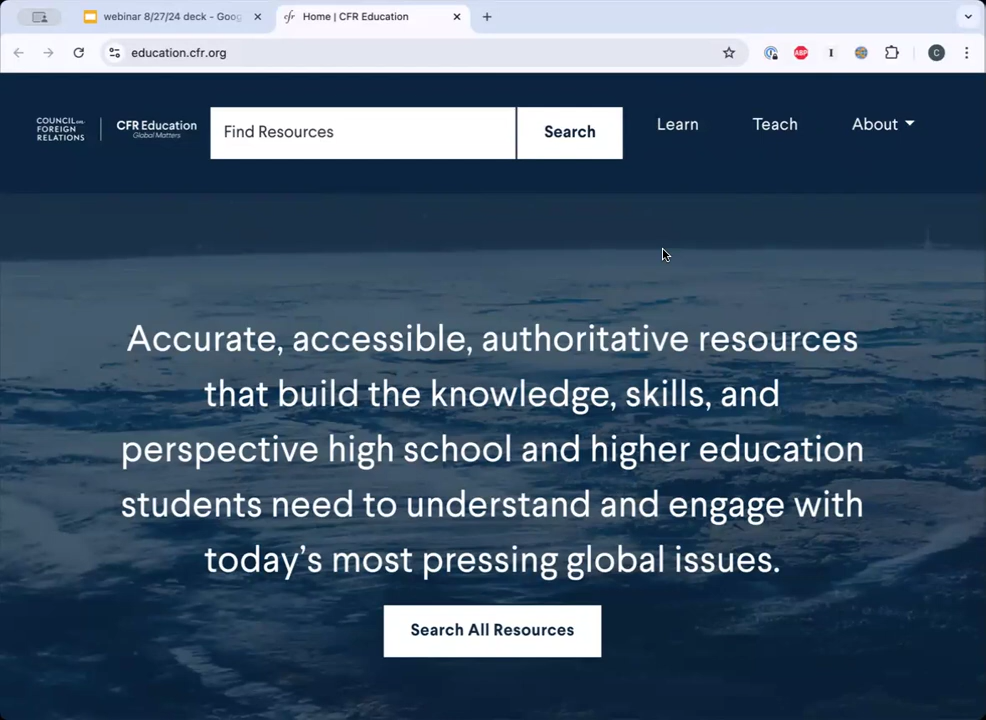 webinar 8/27/24 deck - Goog
Home | CFR Education
education.cfr.org
ABP
C
COUNCIL on
FOREIGN
RELATIONS
CFR Education
Global Matters
Find Resources
Search
Learn
Teach
About
Accurate, accessible, authoritative resources
that build the knowledge, skills, and
perspective high school and higher education
students need to understand and engage with
today’s most pressing global issues.
Search All Resources